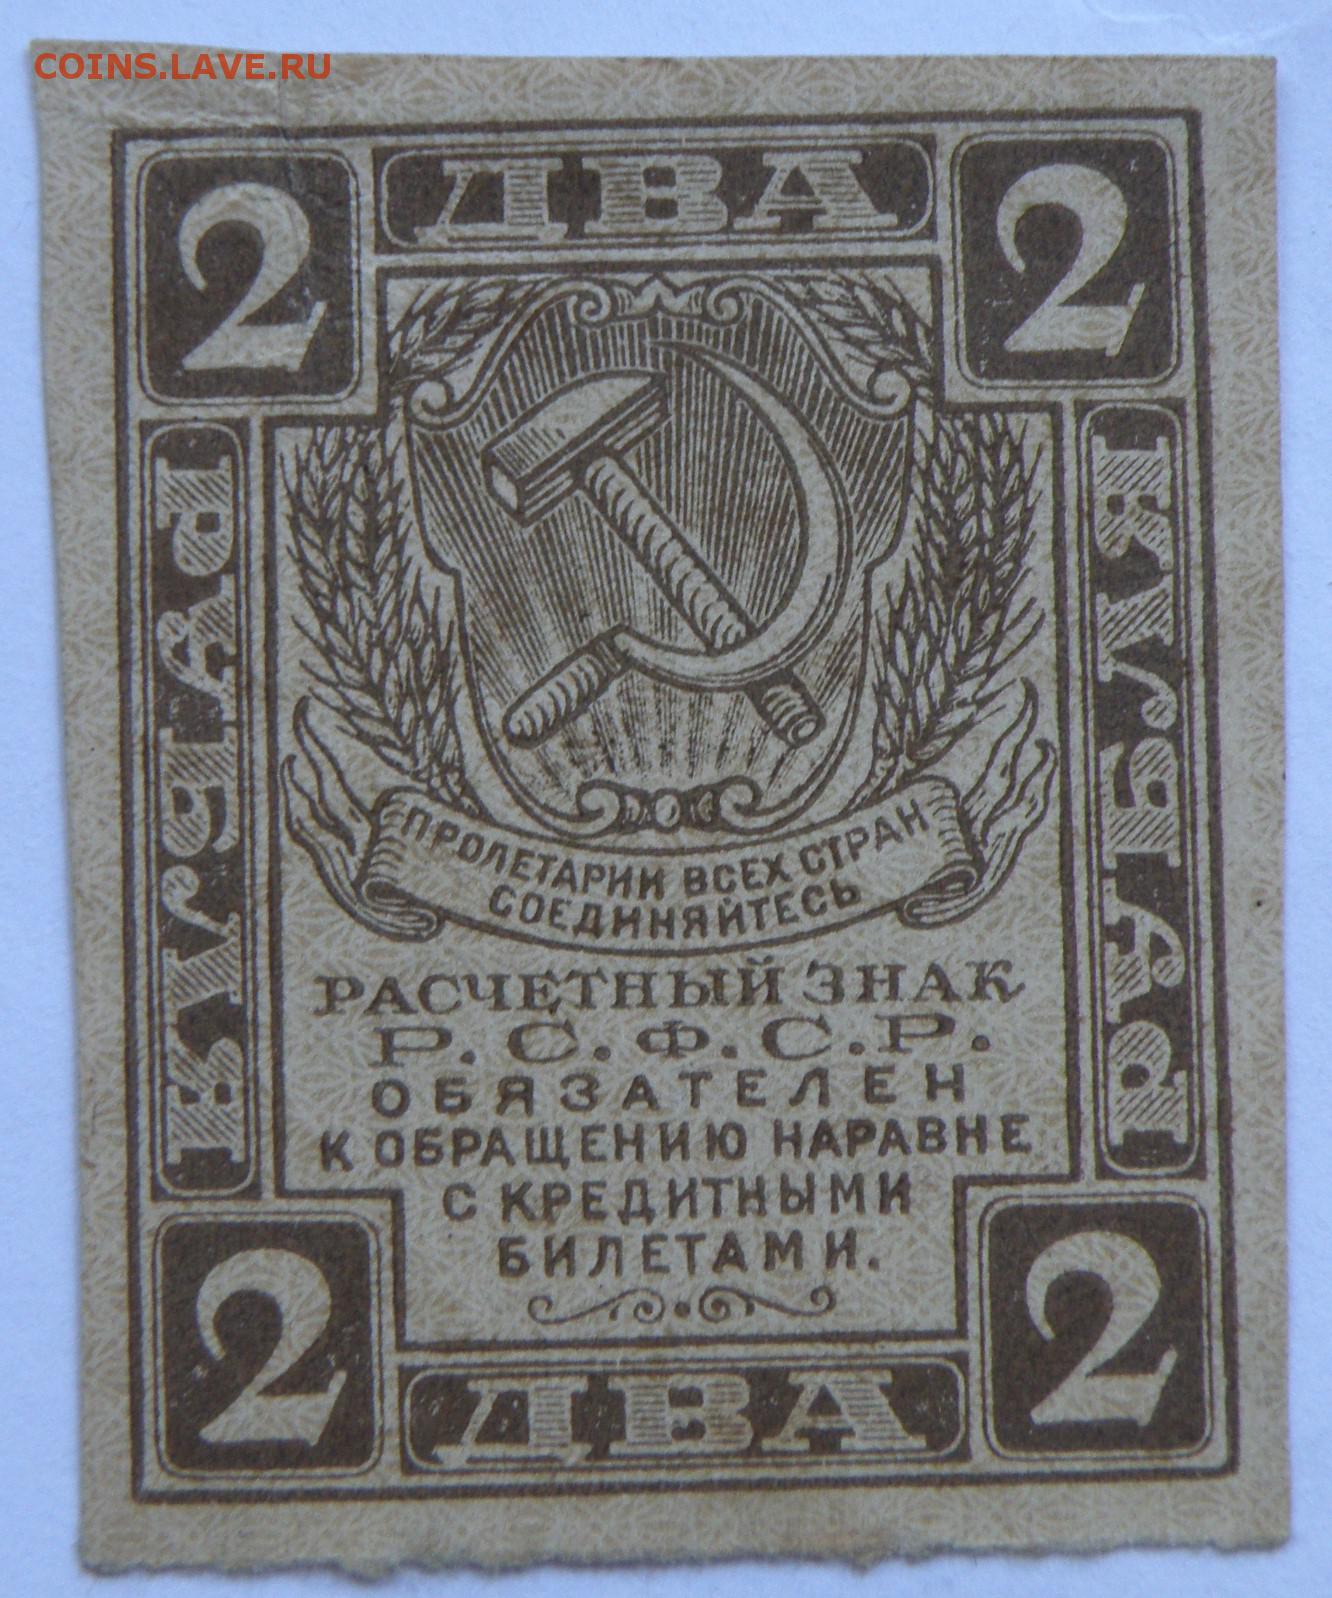 COINS.LAVE.RU
2 ДВА 2
РУБЛЯ
РУБЛЯ
ПРОЛЕТАРИИ ВСЕХ СТРАН
СОЕДИНЯЙТЕСЬ
РАСЧЕТНЫЙ ЗНАК
Р.С.Ф.С.Р.
ОБЯЗАТЕЛЕН
К ОБРАЩЕНИЮ НАРАВНЕ
С КРЕДИТНЫМИ
БИЛЕТАМИ.
2 ДВА 2